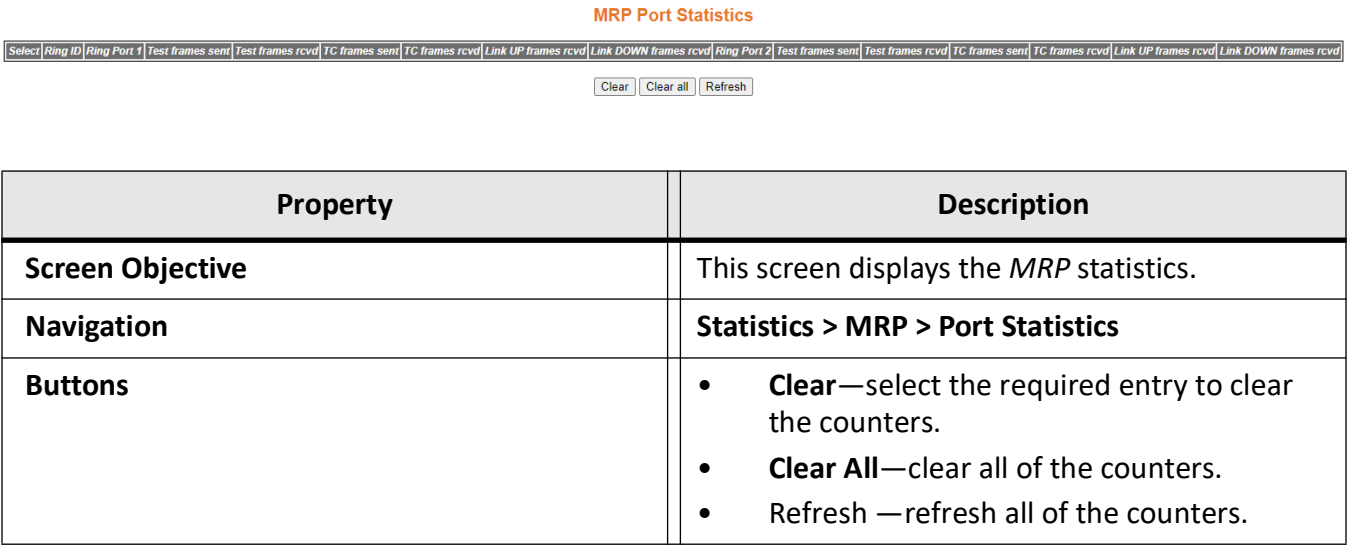 MRP Port Statistics
Select Ring ID Ring Port 1 Test frames sent Test frames rcvd TC frames sent TC frames rcvd Link UP frames rcvd Link DOWN frames rcvd Ring Port 2 Test frames sent Test frames rcvd TC frames sent TC frames rcvd Link UP frames rcvd Link DOWN frames rcvd
Clear Clear all Refresh
Property Description
Screen Objective This screen displays the MRP statistics.
Navigation Statistics > MRP > Port Statistics
Buttons • Clear—select the required entry to clear
the counters.
• Clear All—clear all of the counters.
• Refresh —refresh all of the counters.